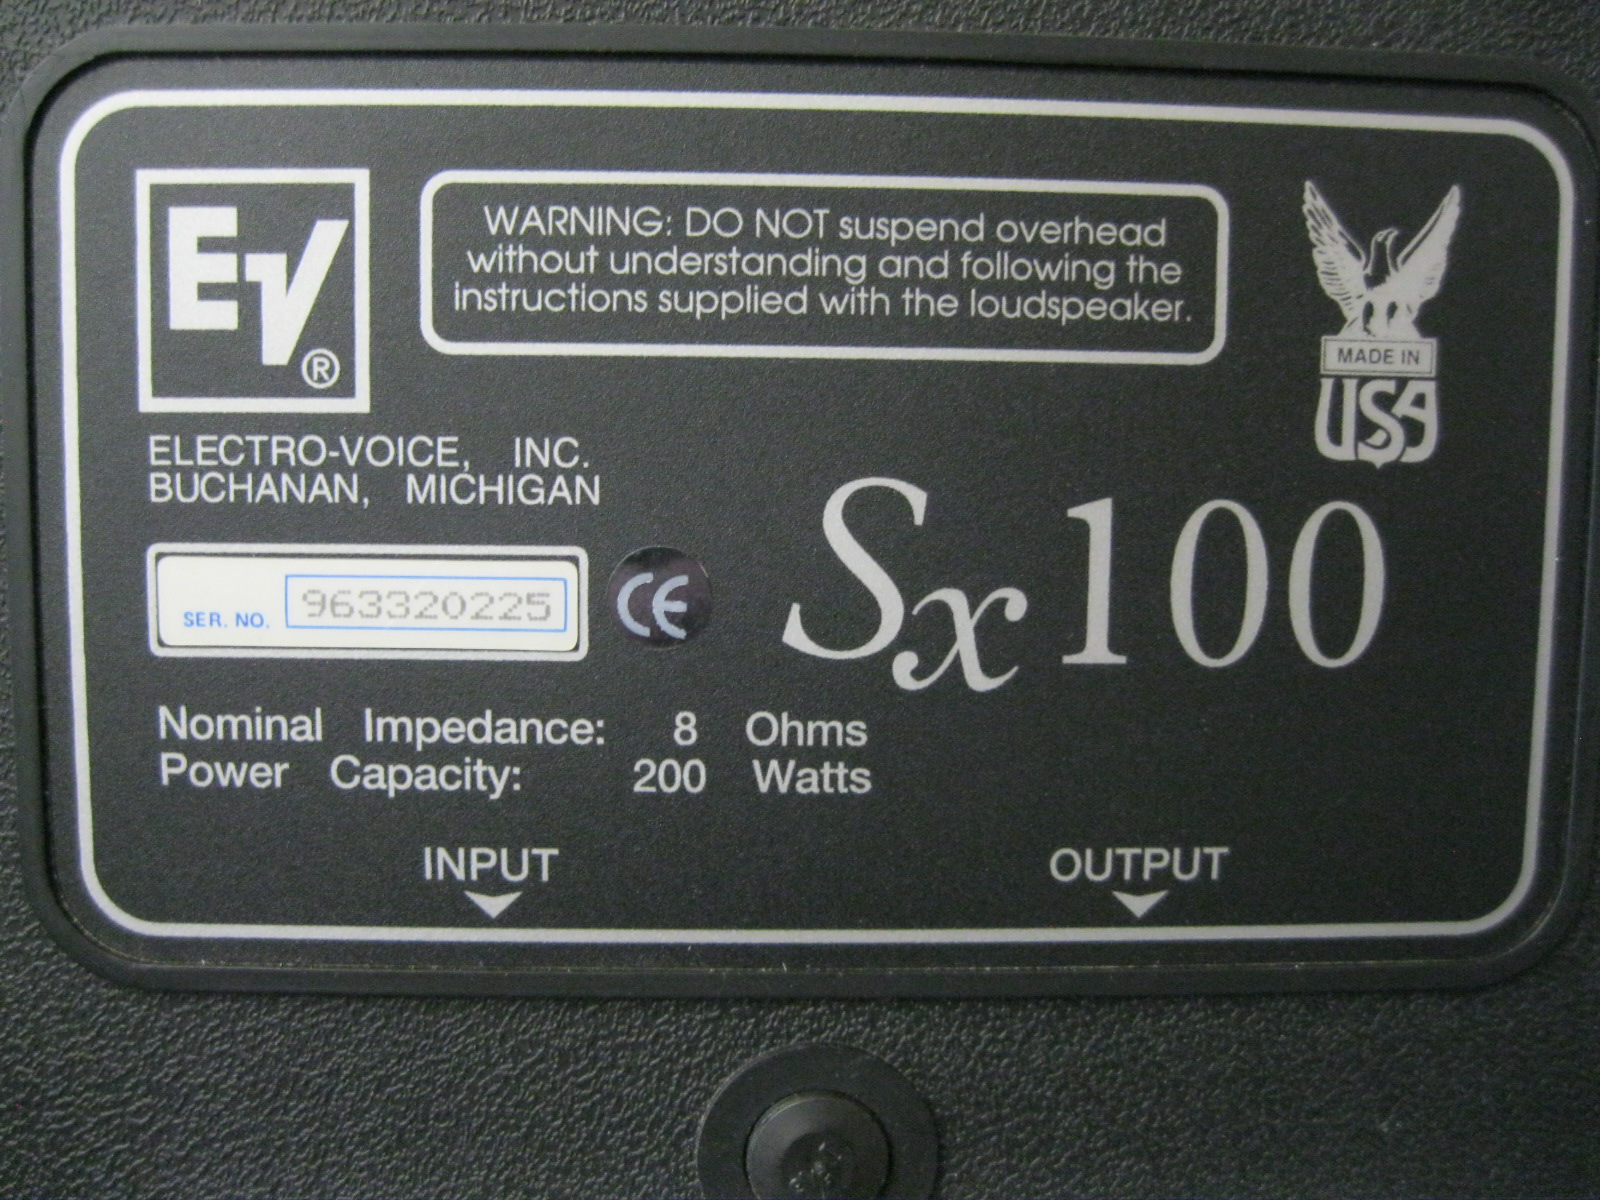 EV®
WARNING: DO NOT suspend overhead
without understanding and following the
instructions supplied with the loudspeaker.
MADE IN
USA
ELECTRO-VOICE, INC.
BUCHANAN, MICHIGAN
SER. NO. 963320225
CE
Sx100
Nominal Impedance: 8 Ohms
Power Capacity: 200 Watts
INPUT
OUTPUT